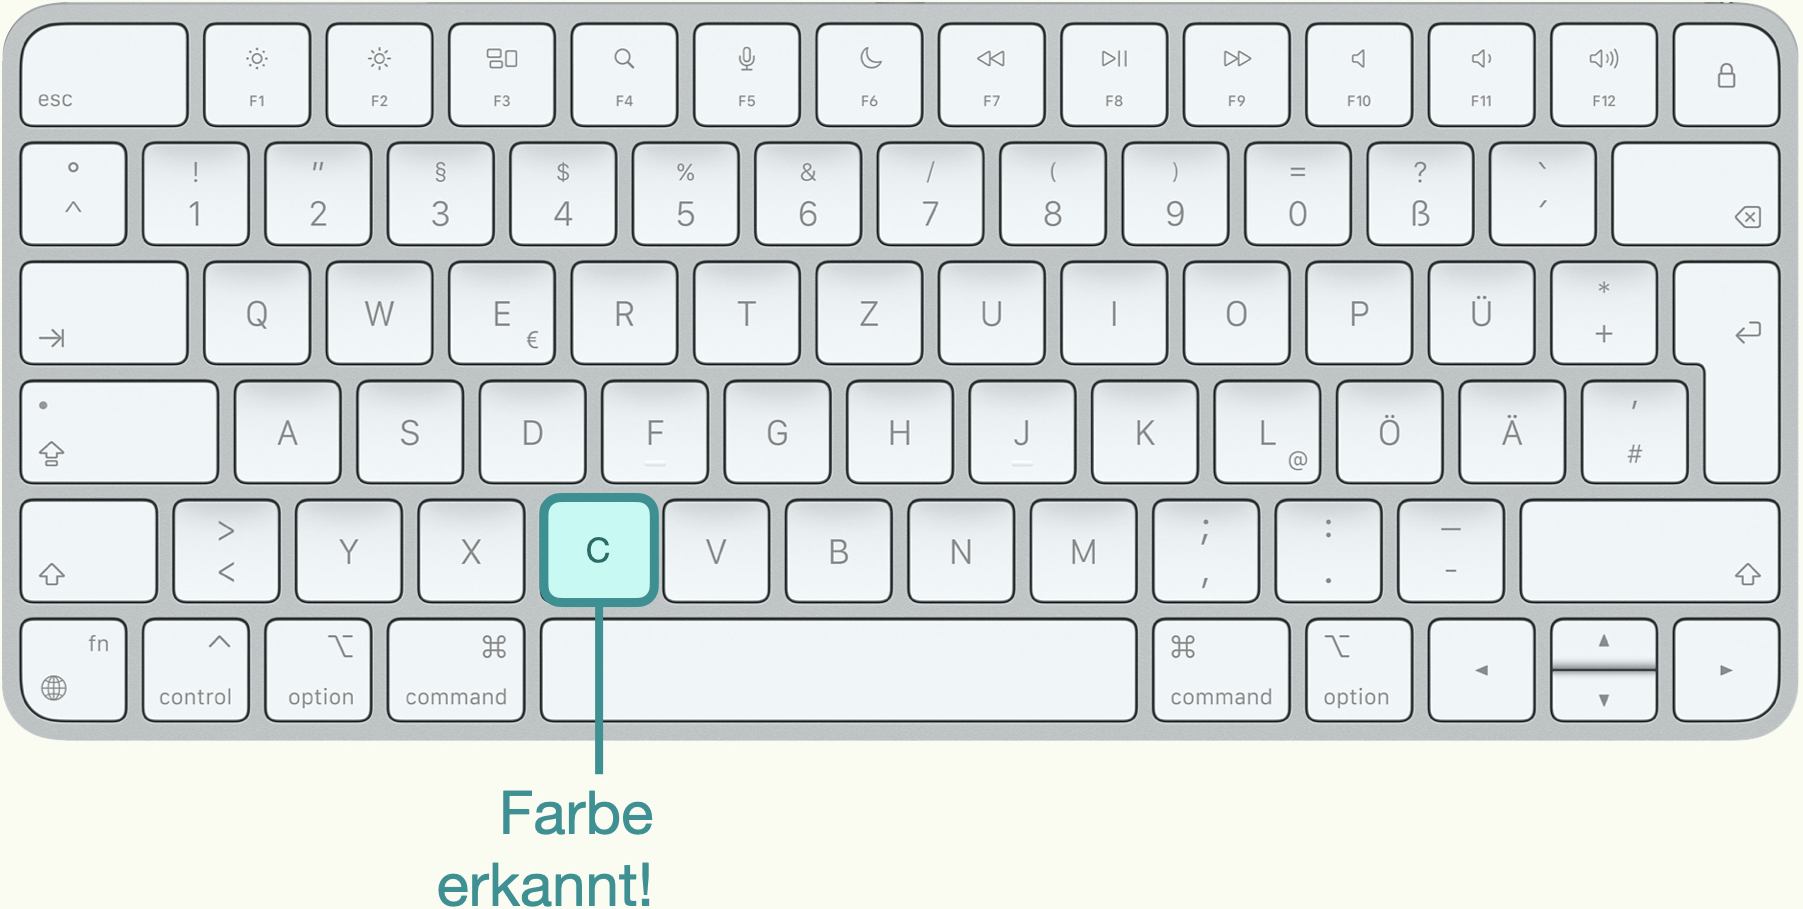 esc F1 F2 F3 F4 F5 F6 F7 F8 F9 F10 F11 F12
° ! " § $ % & / ( ) = ? `
^ 1 2 3 4 5 6 7 8 9 0 ß ´
Q W E € R T Z U I O P Ü * +
A S D F G H J K L @ Ö Ä ' #
> < Y X C V B N M ; , : . _ -
fn ^ ⌥ ⌘ ⌘ ⌥
control option command command option
Farbe
erkannt!